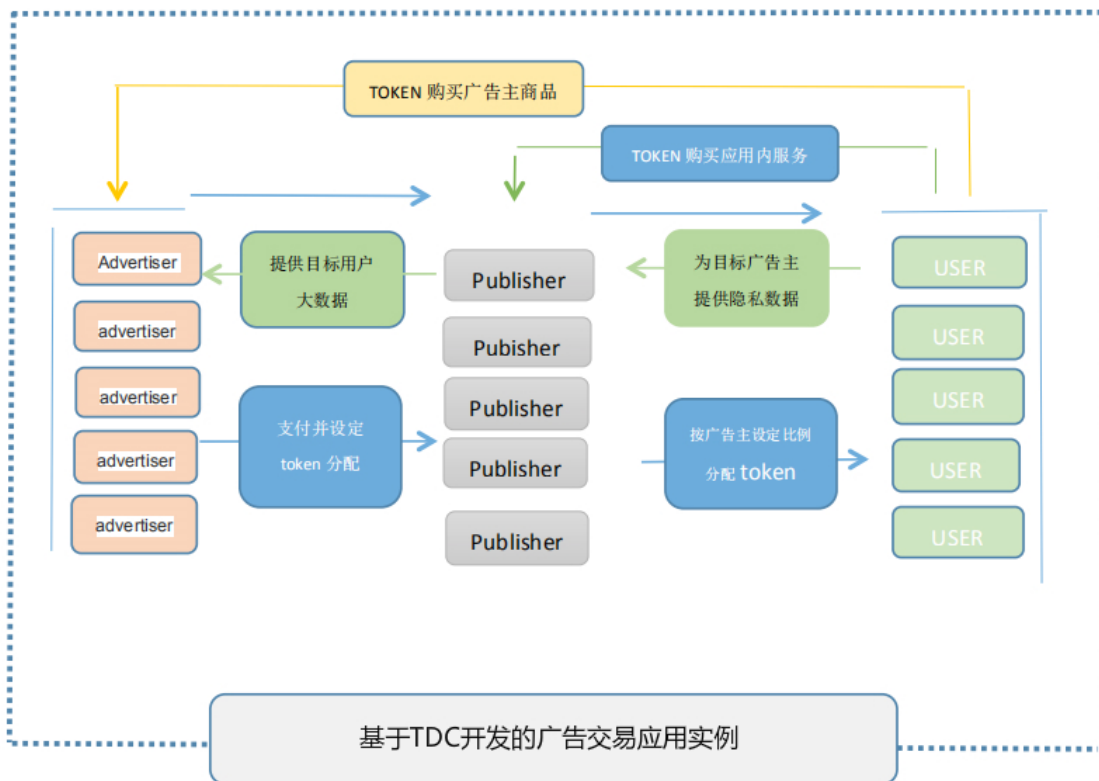 TOKEN 购买广告主商品
TOKEN 购买应用内服务
Advertiser
advertiser
advertiser
advertiser
advertiser
提供目标用户
大数据
支付并设定
token 分配
Publisher
Pubisher
Publisher
Publisher
Publisher
为目标广告主
提供隐私数据
按广告主设定比例
分配 token
USER
USER
USER
USER
USER
基于TDC开发的广告交易应用实例